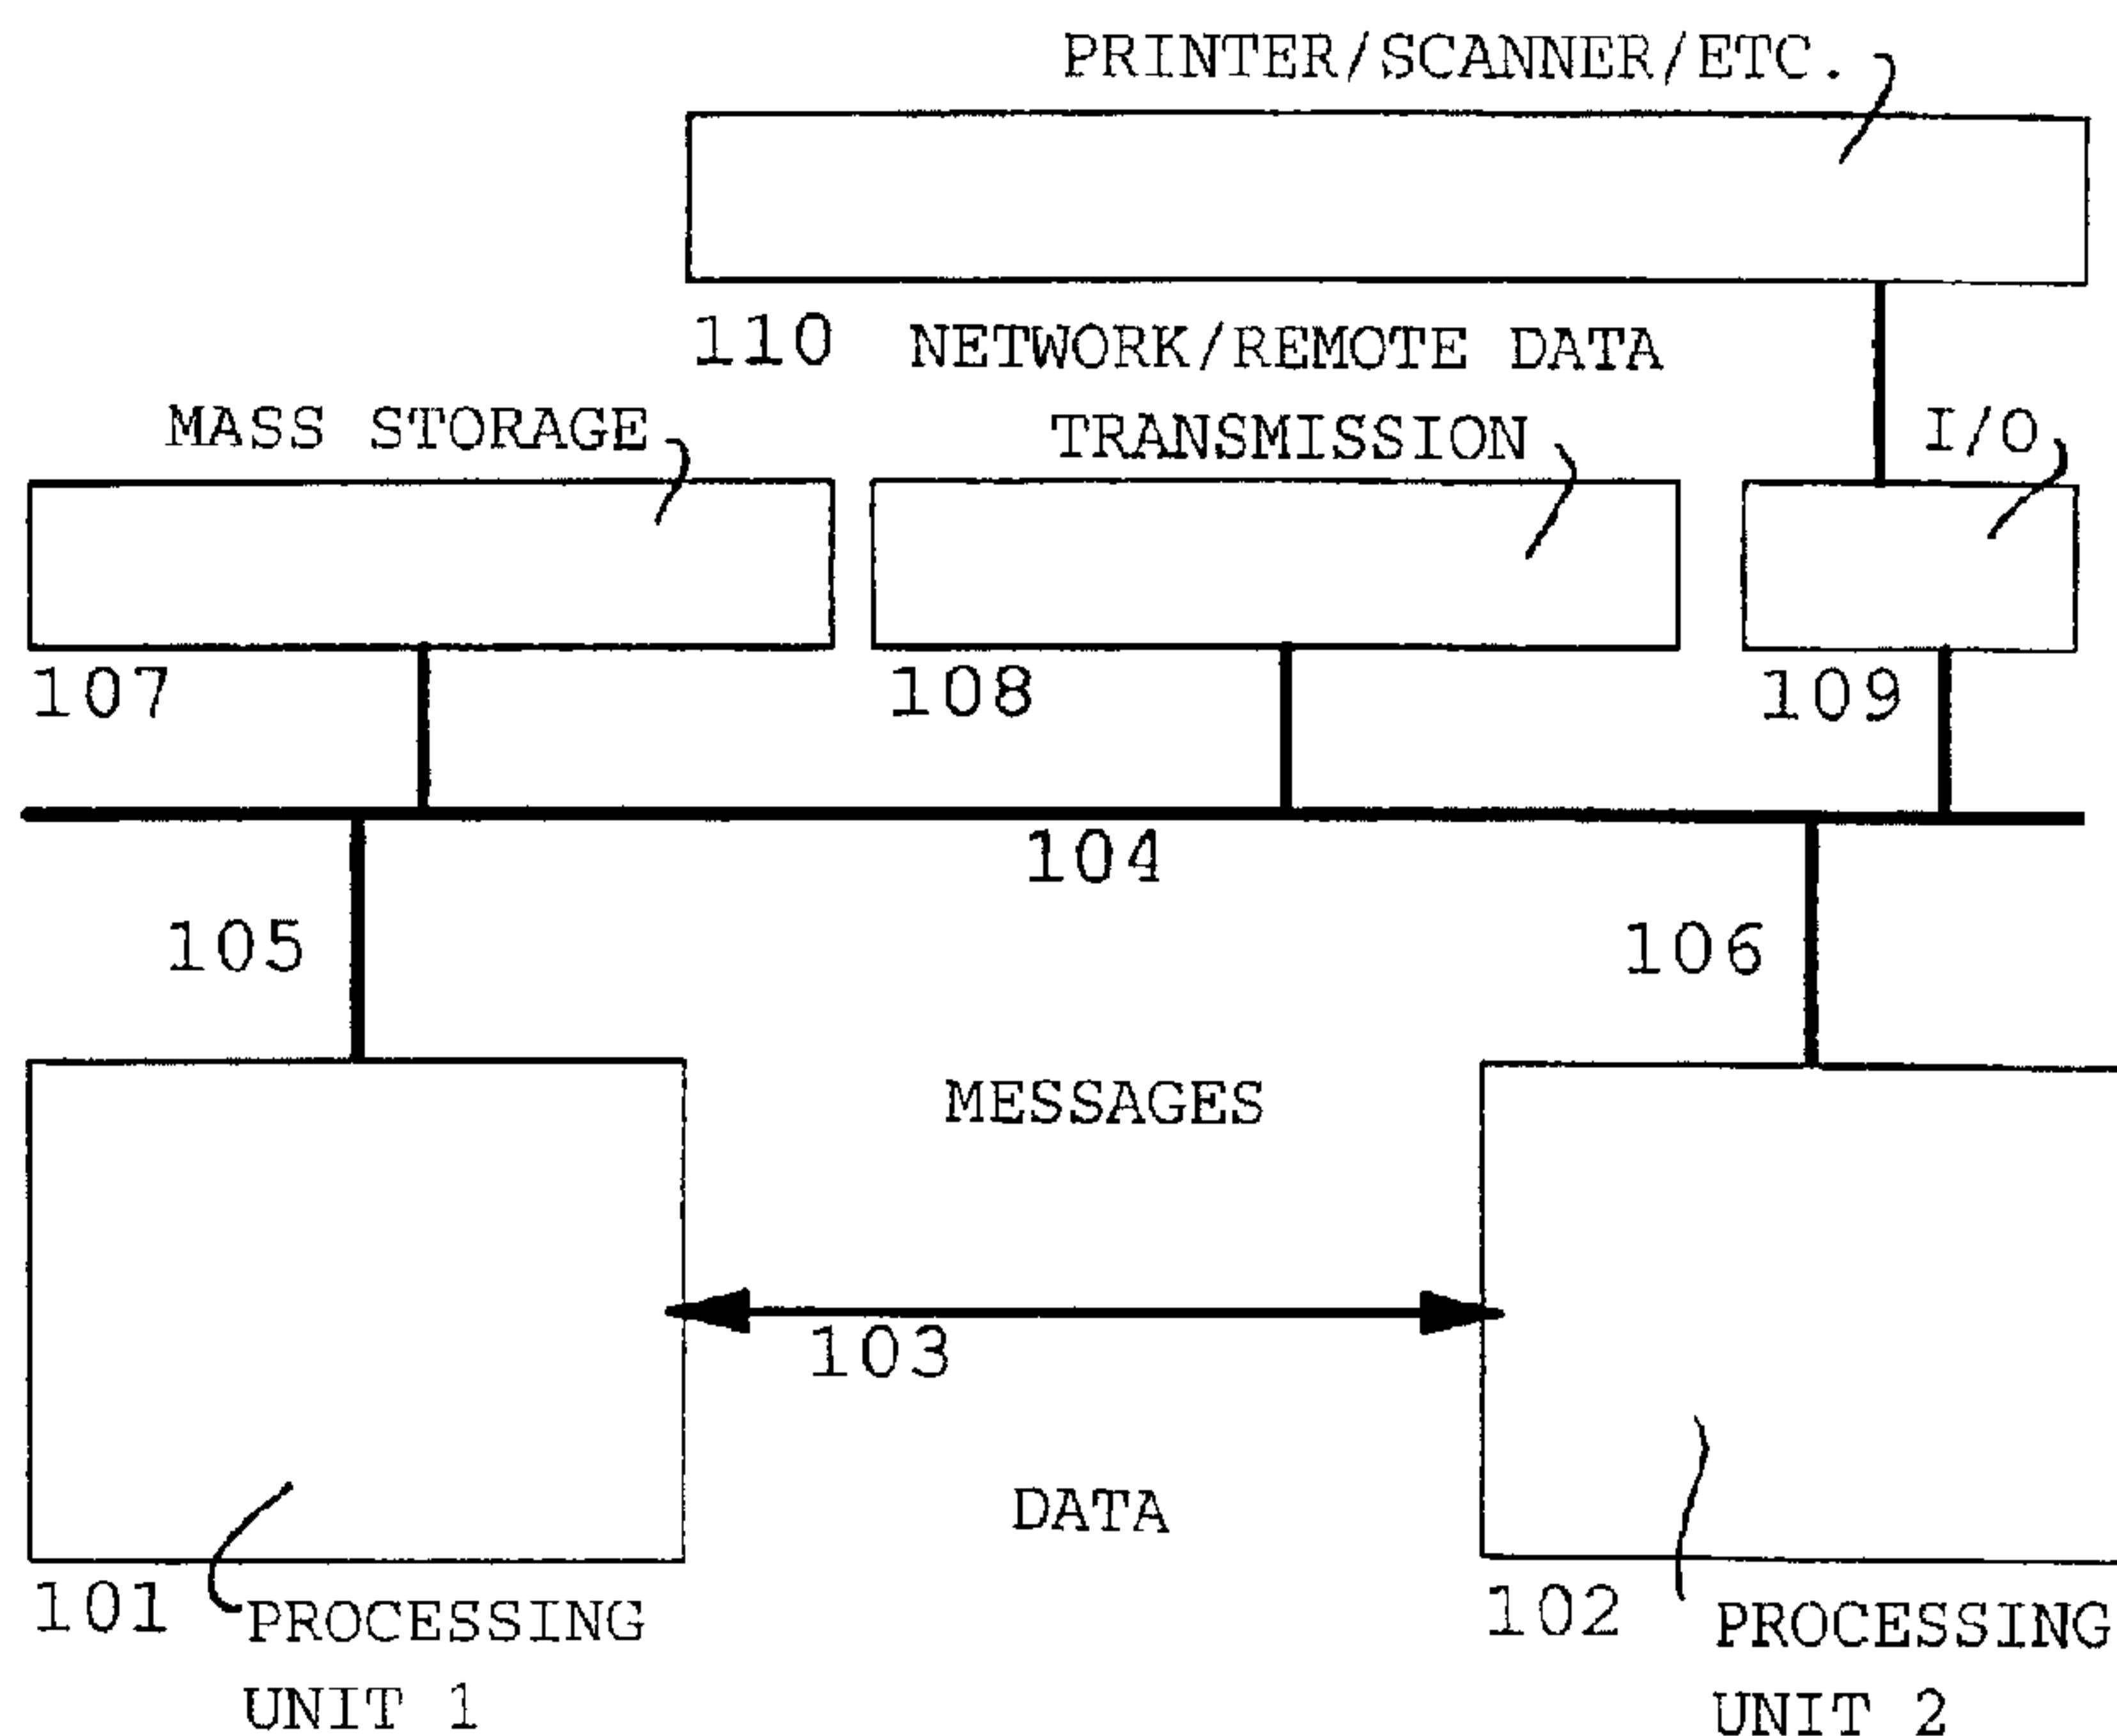 PRINTER/SCANNER/ETC.
110 NETWORK/REMOTE DATA
TRANSMISSION
MASS STORAGE
I/O
107
108
109
104
105
106
MESSAGES
103
DATA
101 PROCESSING
UNIT 1
102 PROCESSING
UNIT 2